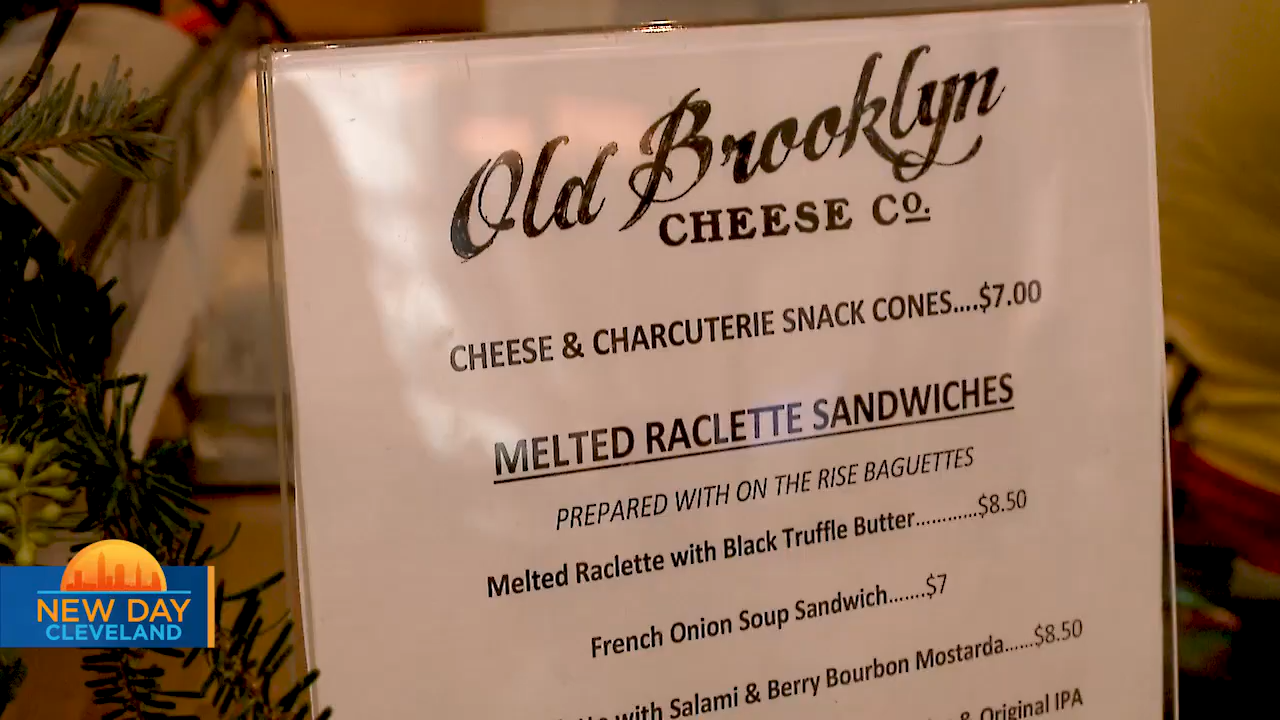 Old Brooklyn
CHEESE Co.
CHEESE & CHARCUTERIE SNACK CONES....$7.00
MELTED RACLETTE SANDWICHES
PREPARED WITH ON THE RISE BAGUETTES
Melted Raclette with Black Truffle Butter............$8.50
French Onion Soup Sandwich.......$7
with Salami & Berry Bourbon Mostarda......$8.50
& Original IPA
NEW DAY
CLEVELAND